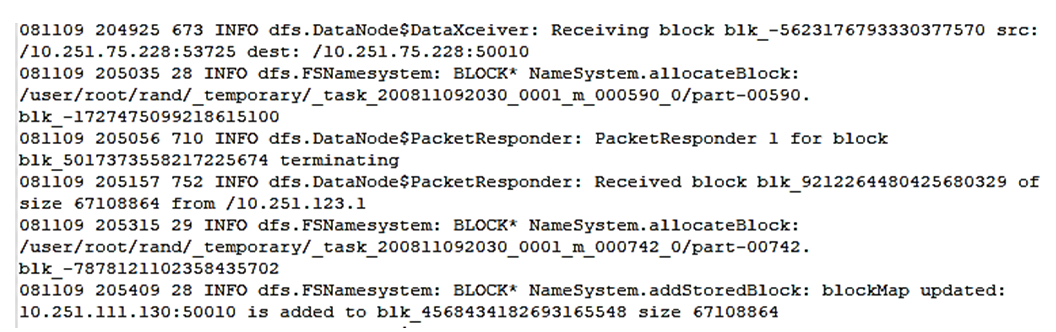 081109 204925 673 INFO dfs.DataNode$DataXceiver: Receiving block blk_-5623176793330377570 src:
/10.251.75.228:53725 dest: /10.251.75.228:50010
081109 205035 28 INFO dfs.FSNamesystem: BLOCK* NameSystem.allocateBlock:
/user/root/rand/_temporary/_task_200811092030_0001_m_000590_0/part-00590.
blk_-1727475099218615100
081109 205056 710 INFO dfs.DataNode$PacketResponder: PacketResponder 1 for block
blk_5017373558217225674 terminating
081109 205157 752 INFO dfs.DataNode$PacketResponder: Received block blk_9212264480425680329 of
size 67108864 from /10.251.123.1
081109 205315 29 INFO dfs.FSNamesystem: BLOCK* NameSystem.allocateBlock:
/user/root/rand/_temporary/_task_200811092030_0001_m_000742_0/part-00742.
blk_-7878121102358435702
081109 205409 28 INFO dfs.FSNamesystem: BLOCK* NameSystem.addStoredBlock: blockMap updated:
10.251.111.130:50010 is added to blk_4568434182693165548 size 67108864